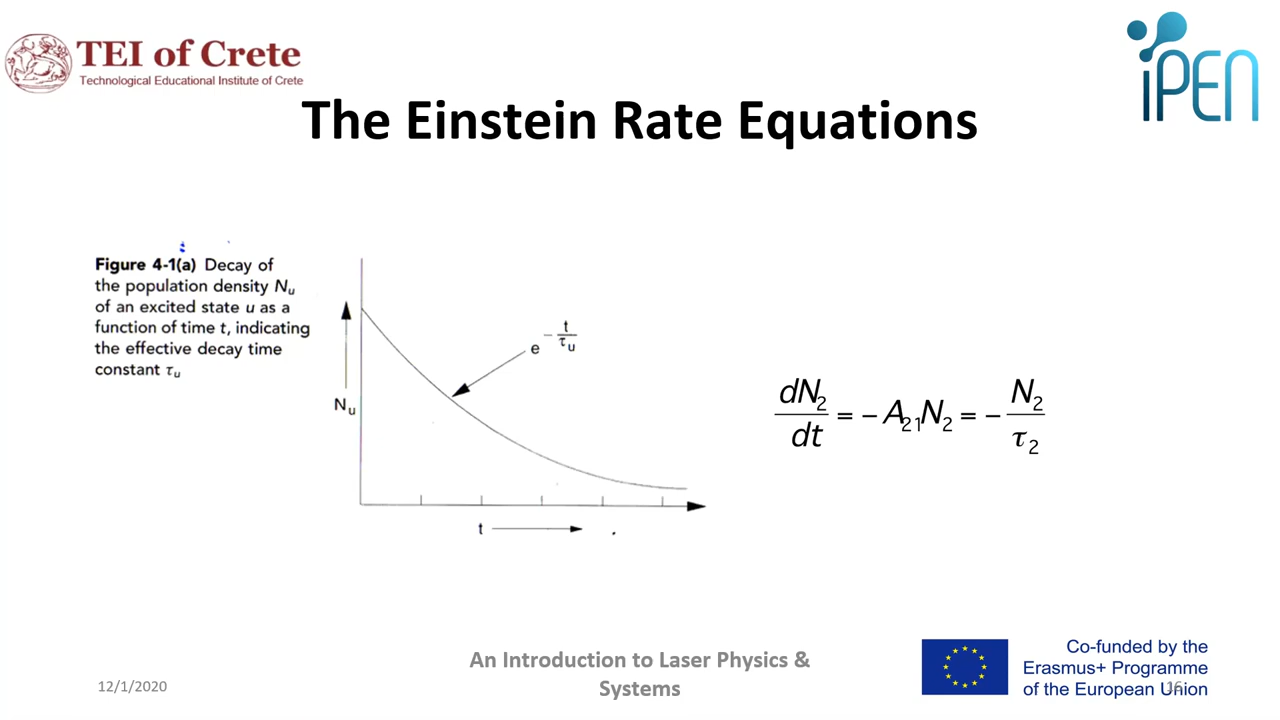 TEI of Crete
Technological Educational Institute of Crete
iPEN
The Einstein Rate Equations
Figure 4-1(a) Decay of
the population density Nᵤ
of an excited state u as a
function of time t, indicating
the effective decay time
constant τᵤ
e^(−t/τᵤ)
Nᵤ
t
dN₂/dt = − A₂₁N₂ = − N₂/τ₂
12/1/2020
An Introduction to Laser Physics &
Systems
Co-funded by the
Erasmus+ Programme
of the European Union
16